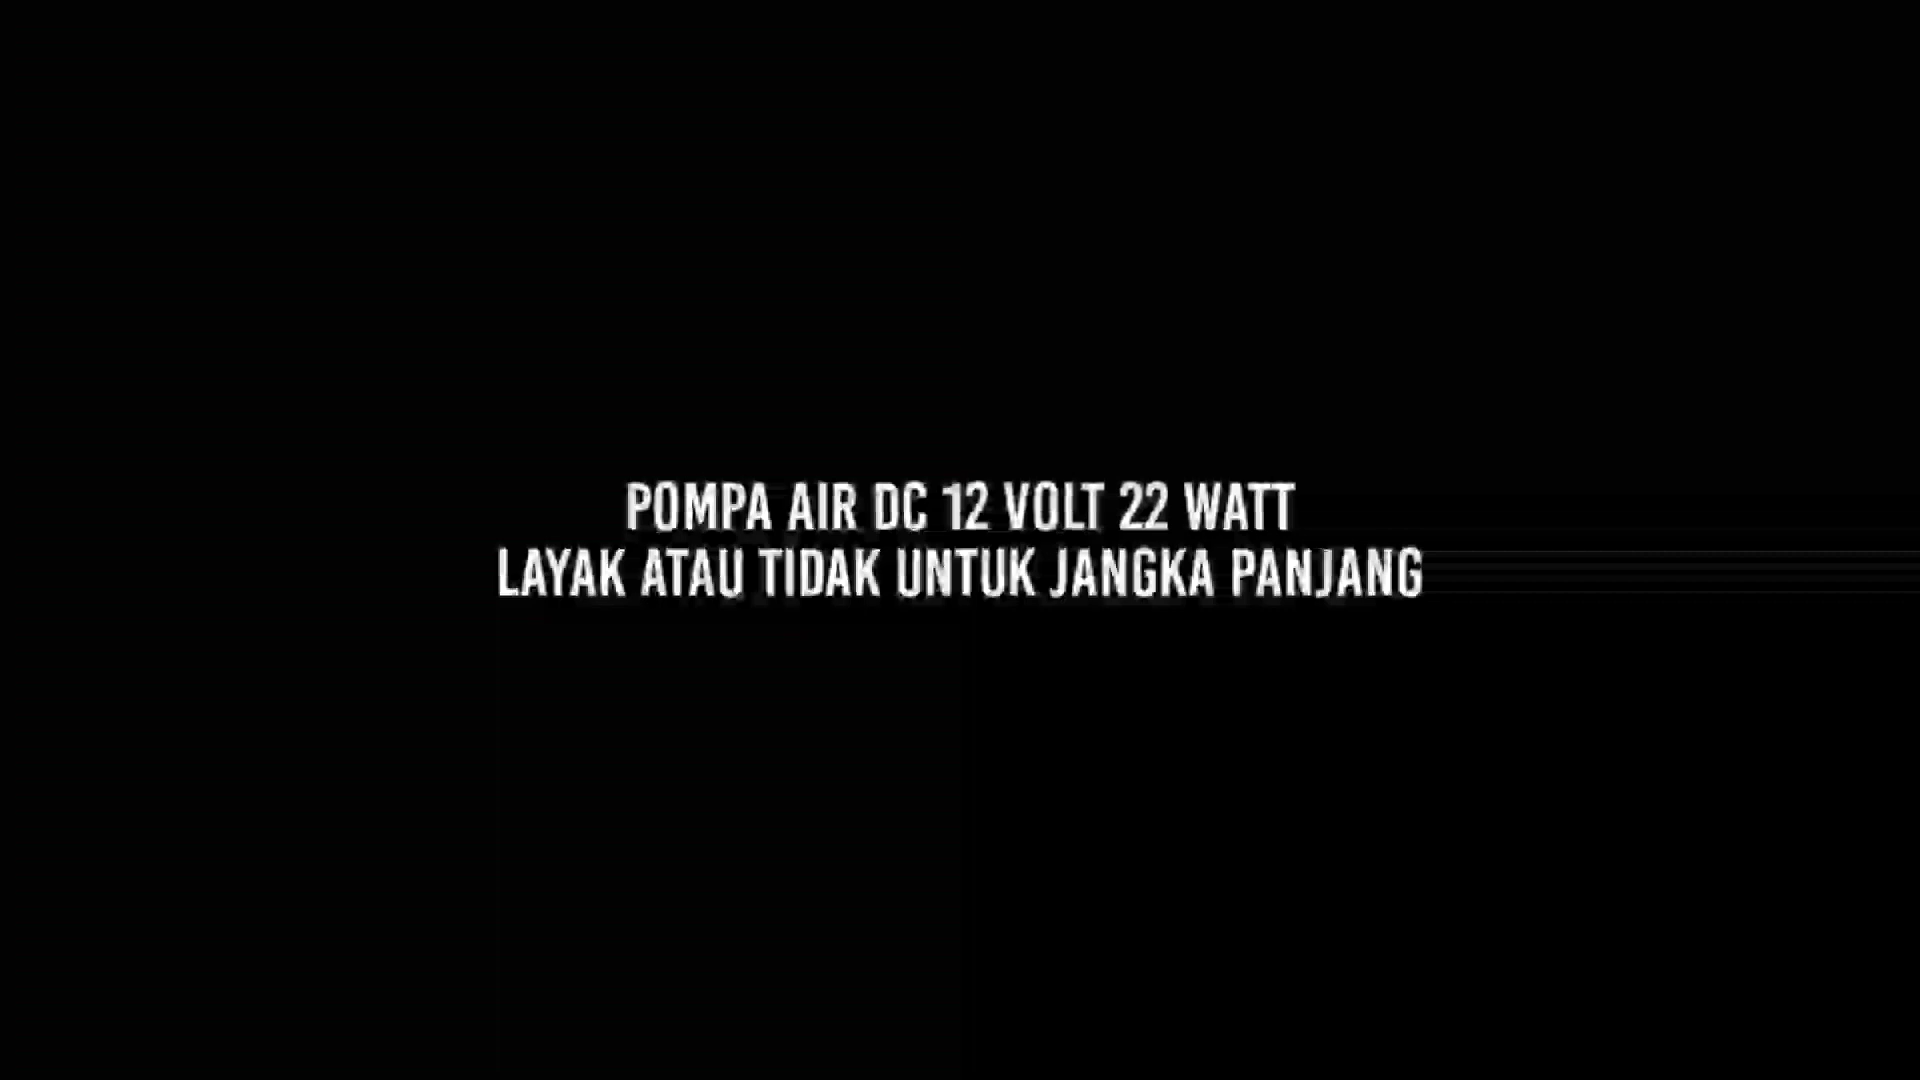 POMPA AIR DC 12 VOLT 22 WATT
LAYAK ATAU TIDAK UNTUK JANGKA PANJANG